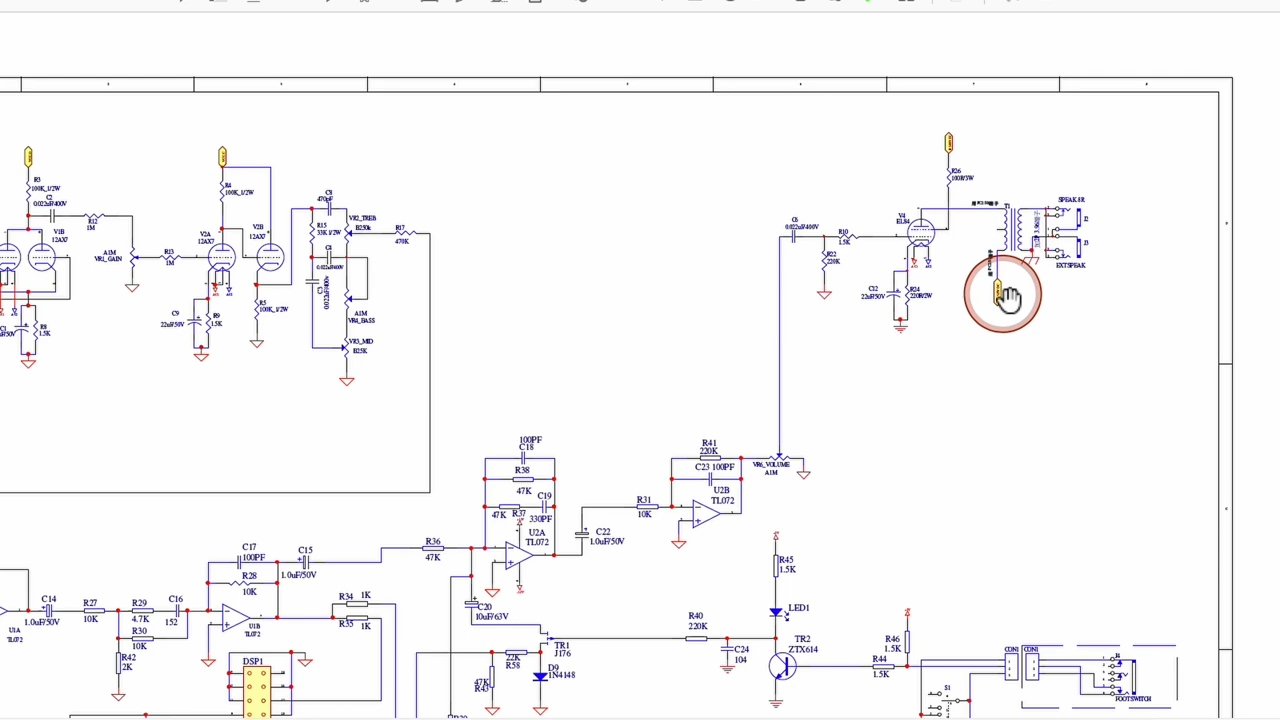 R3
100K_1/2W
C2
0.022uF/400V
R12
1M
V1B
12AX7
A1M
VR1_GAIN
R8
1.5K
R4
100K_1/2W
V2A
12AX7
V2B
12AX7
R13
1M
C9
22uF/50V
R9
1.5K
R5
100K_1/2W
C8
470pF
R15
33K 1/2W
VR2_TREB
B250k
R17
470K
0.022uF/400V
A1M
VR4_BASS
VR3_MID
B25K
R26
100R/3W
V4
EL84
C6
0.022uF/400V
R10
1.5K
R22
220K
C12
22uF/50V
R24
220R/2W
T1
SPEAK 8R
J2
J3
EXTSPEAK
100PF
C18
R38
47K
C19
47K
R37
330PF
U2A
TL072
C22
1.0uF/50V
R41
220K
C23 100PF
U2B
TL072
R31
10K
VR6_VOLUME
A1M
C17
100PF
C15
1.0uF/50V
R28
10K
R36
47K
C14
1.0uF/50V
R27
10K
R29
4.7K
C16
152
R30
10K
R42
2K
U1A
TL072
U1B
TL072
R34
1K
R35
1K
DSP1
C20
10uF/63V
TR1
J176
22K
R58
47K
R43
D9
1N4148
R40
220K
C24
104
R45
1.5K
LED1
TR2
ZTX614
R44
1.5K
R46
1.5K
CON1
CON1
S1
J4
FOOTSWITCH